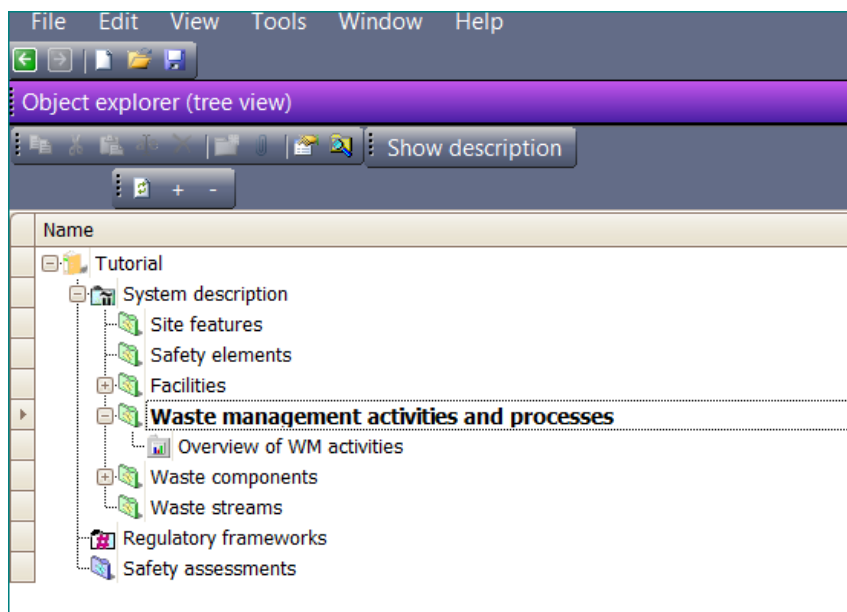 File Edit View Tools Window Help
Object explorer (tree view)
Show description
+ -
Name
Tutorial
System description
Site features
Safety elements
Facilities
Waste management activities and processes
Overview of WM activities
Waste components
Waste streams
Regulatory frameworks
Safety assessments